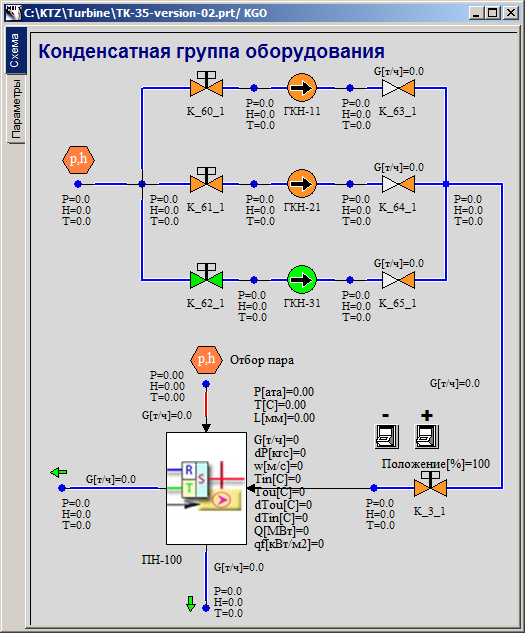 C:\KTZ\Turbine\TK-35-version-02.prt/ KGO
Схема
Параметры
Конденсатная группа оборудования
G[т/ч]=0.0
P=0.0
H=0.0
T=0.0
P=0.0
H=0.0
T=0.0
K_60_1
ГКН-11
K_63_1
p,h
G[т/ч]=0.0
P=0.0
H=0.0
T=0.0
P=0.0
H=0.0
T=0.0
K_61_1
P=0.0
H=0.0
T=0.0
ГКН-21
P=0.0
H=0.0
T=0.0
K_64_1
P=0.0
H=0.0
T=0.0
G[т/ч]=0.0
K_62_1
P=0.0
H=0.0
T=0.0
ГКН-31
P=0.0
H=0.0
T=0.0
K_65_1
p,h
Отбор пара
P=0.00
H=0.00
T=0.00
G[т/ч]=0.0
P[ата]=0.00
T[C]=0.00
L[мм]=0.00
G[т/ч]=0.0
- +
G[т/ч]=0
dP[кгс]=0
w[м/с]=0
Tin[C]=0
Tou[C]=0
dTou[C]=0
dTin[C]=0
Q[МВт]=0
qf[кВт/м2]=0
R
S
T
Положение[%]=100
G[т/ч]=0.0
P=0.0
H=0.0
T=0.0
P=0.0
H=0.0
T=0.0
K_3_1
ПН-100
G[т/ч]=0.0
P=0.0
H=0.0
T=0.0